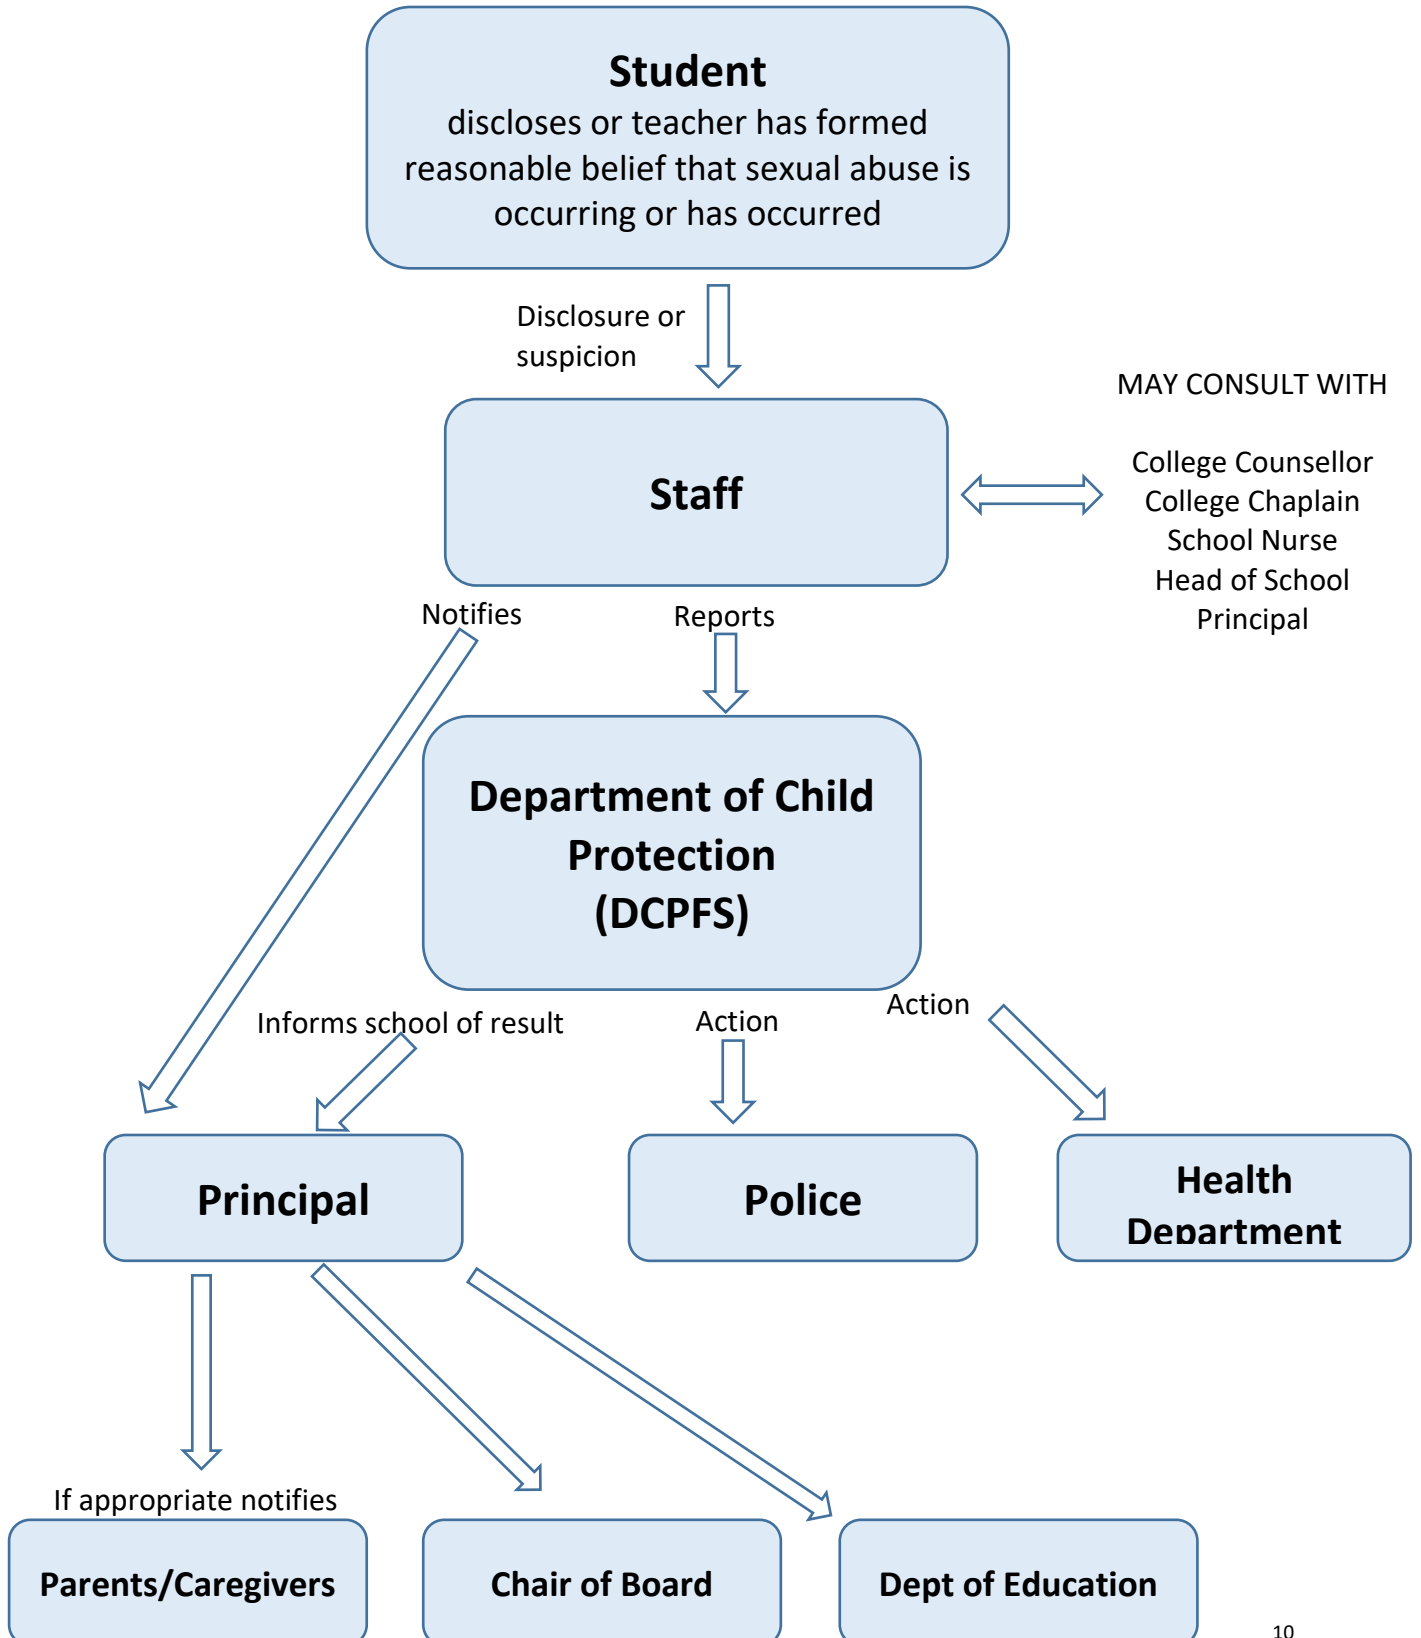 Student
discloses or teacher has formed
reasonable belief that sexual abuse is
occurring or has occurred
Disclosure or
suspicion
MAY CONSULT WITH
College Counsellor
College Chaplain
School Nurse
Head of School
Principal
Staff
Notifies
Reports
Department of Child
Protection
(DCPFS)
Informs school of result
Action
Action
Principal
Police
Health
Department
If appropriate notifies
Parents/Caregivers
Chair of Board
Dept of Education
10